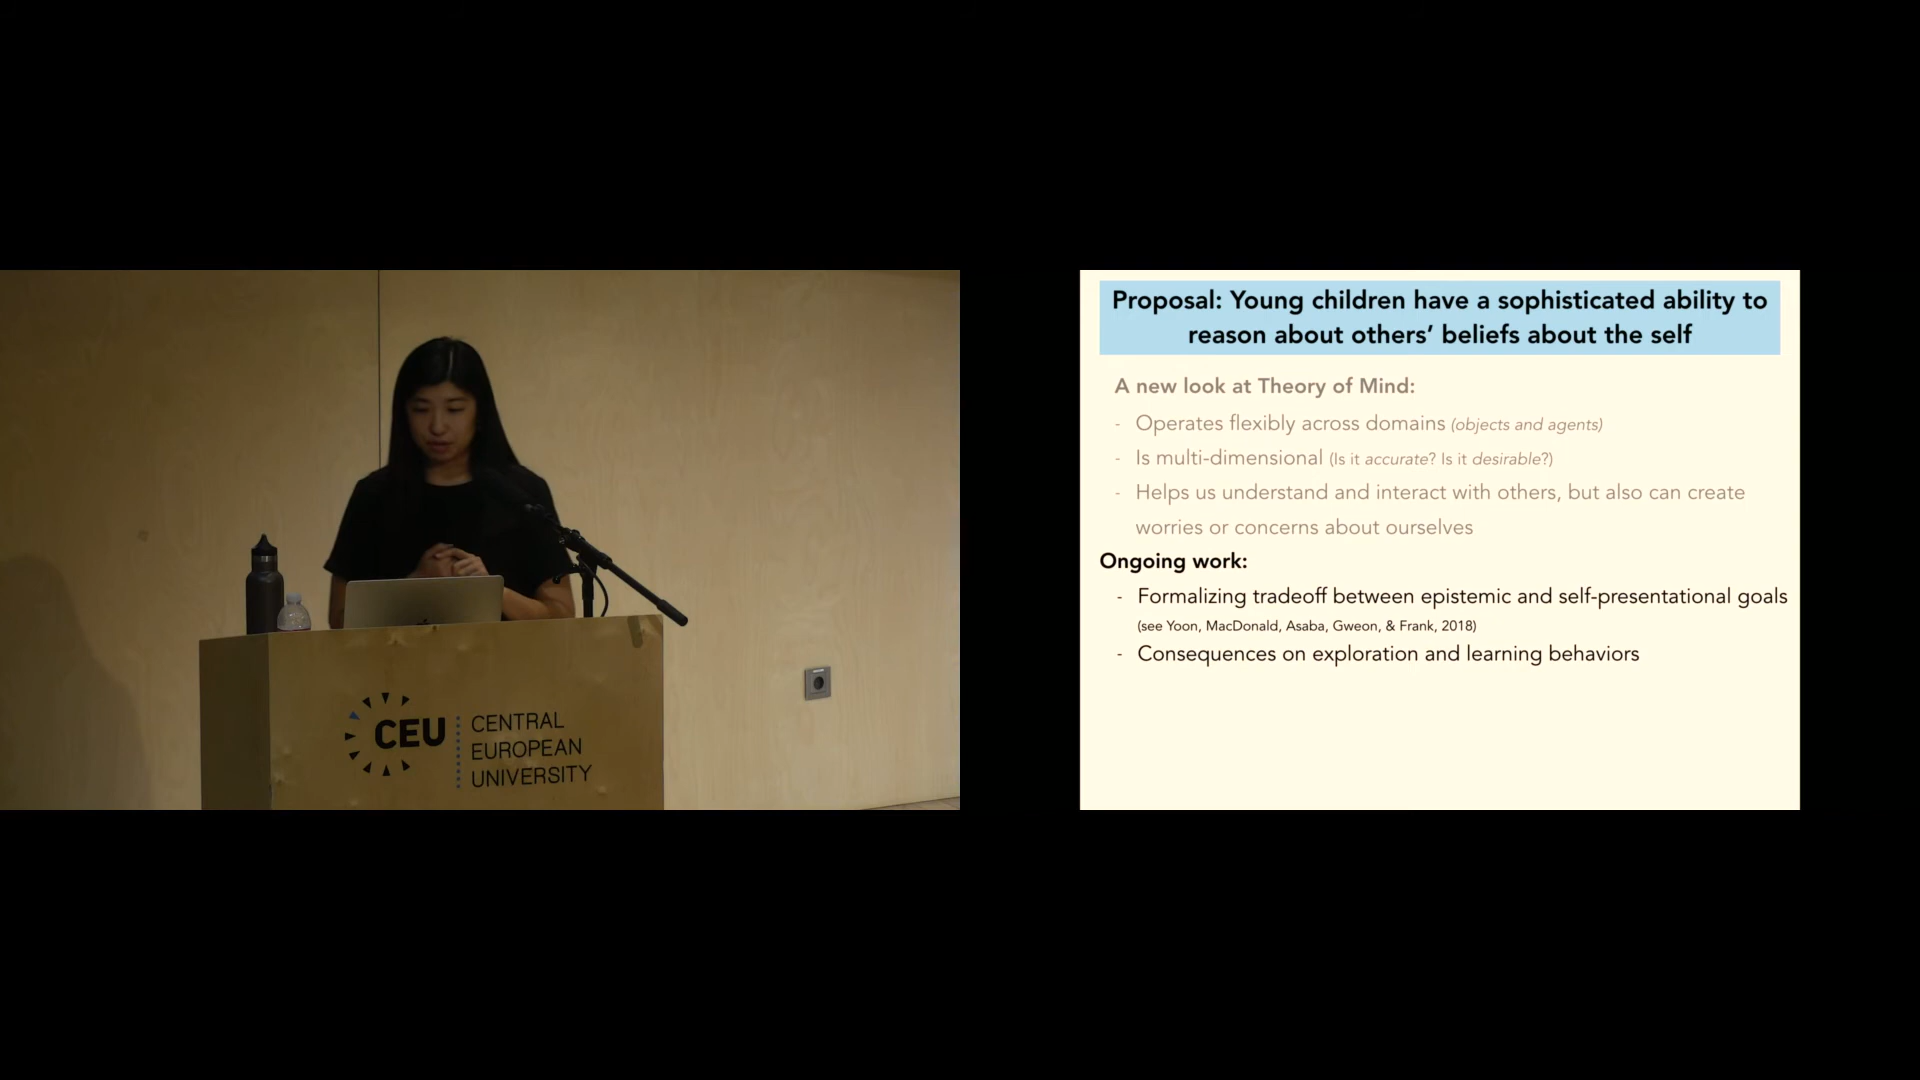 CEU
CENTRAL
EUROPEAN
UNIVERSITY
Proposal: Young children have a sophisticated ability to
reason about others’ beliefs about the self
A new look at Theory of Mind:
- Operates flexibly across domains (objects and agents)
- Is multi-dimensional (Is it accurate? Is it desirable?)
- Helps us understand and interact with others, but also can create
worries or concerns about ourselves
Ongoing work:
- Formalizing tradeoff between epistemic and self-presentational goals
(see Yoon, MacDonald, Asaba, Gweon, & Frank, 2018)
- Consequences on exploration and learning behaviors